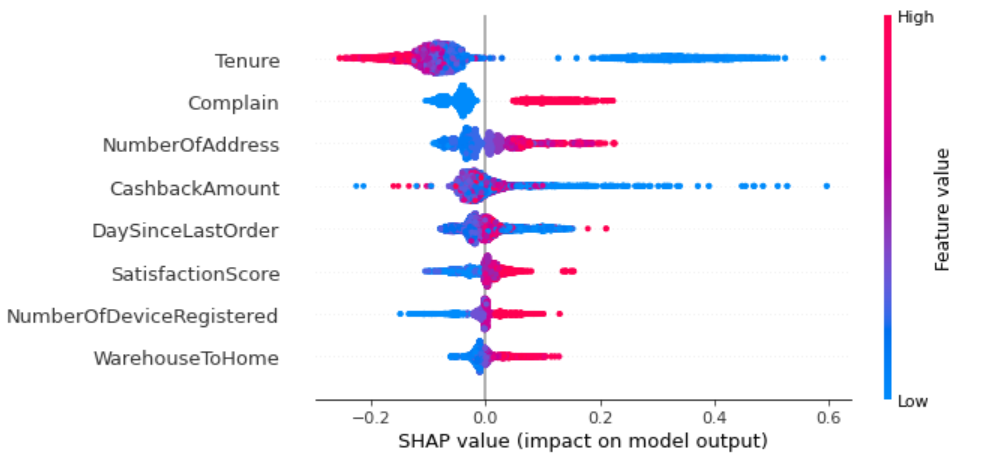 High
Tenure
Complain
NumberOfAddress
CashbackAmount
DaySinceLastOrder
SatisfactionScore
NumberOfDeviceRegistered
WarehouseToHome
Feature value
Low
−0.2 0.0 0.2 0.4 0.6
SHAP value (impact on model output)